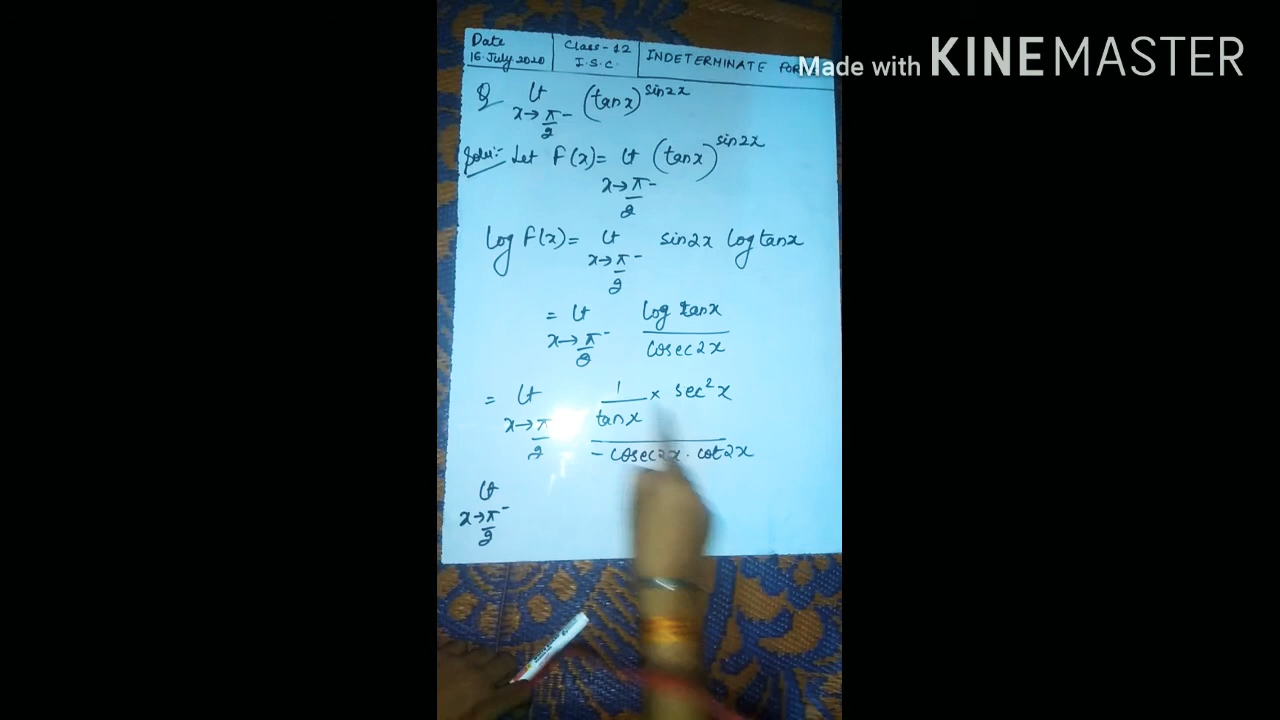 Date
16 July 2020
Class - 12
I.S.C.
INDETERMINATE FOR
Made with KINEMASTER
Q Lt (tanx)^sin2x
x→π/2⁻
Soln:- Let F(x)= Lt (tanx)^sin2x
x→π/2⁻
log F(x)= Lt sin2x log tanx
x→π/2⁻
= Lt log tanx
x→π/2⁻ cosec2x
= Lt 1/tanx × sec²x
x→π/2 - cosec2x . cot2x
Lt
x→π/2⁻